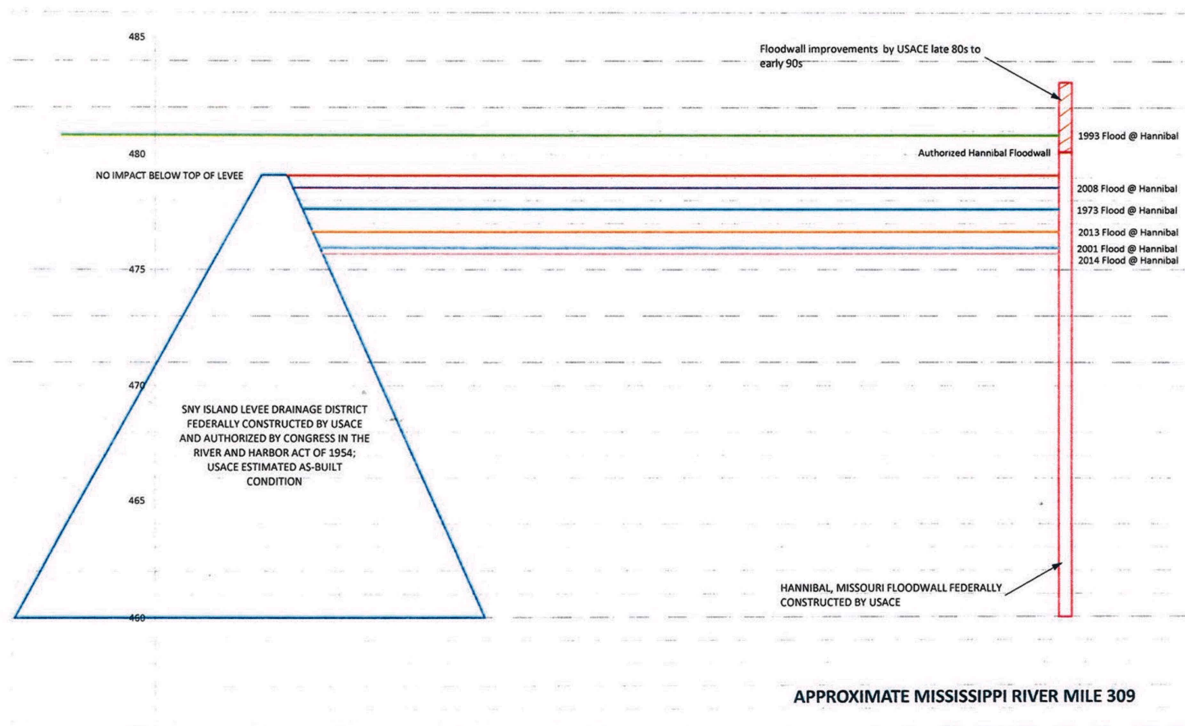 485
Floodwall improvements by USACE late 80s to
early 90s
1993 Flood @ Hannibal
480
Authorized Hannibal Floodwall
NO IMPACT BELOW TOP OF LEVEE
2008 Flood @ Hannibal
1973 Flood @ Hannibal
2013 Flood @ Hannibal
2001 Flood @ Hannibal
2014 Flood @ Hannibal
475
470
SNY ISLAND LEVEE DRAINAGE DISTRICT
FEDERALLY CONSTRUCTED BY USACE
AND AUTHORIZED BY CONGRESS IN THE
RIVER AND HARBOR ACT OF 1954;
USACE ESTIMATED AS-BUILT
CONDITION
465
HANNIBAL, MISSOURI FLOODWALL FEDERALLY
CONSTRUCTED BY USACE
460
APPROXIMATE MISSISSIPPI RIVER MILE 309